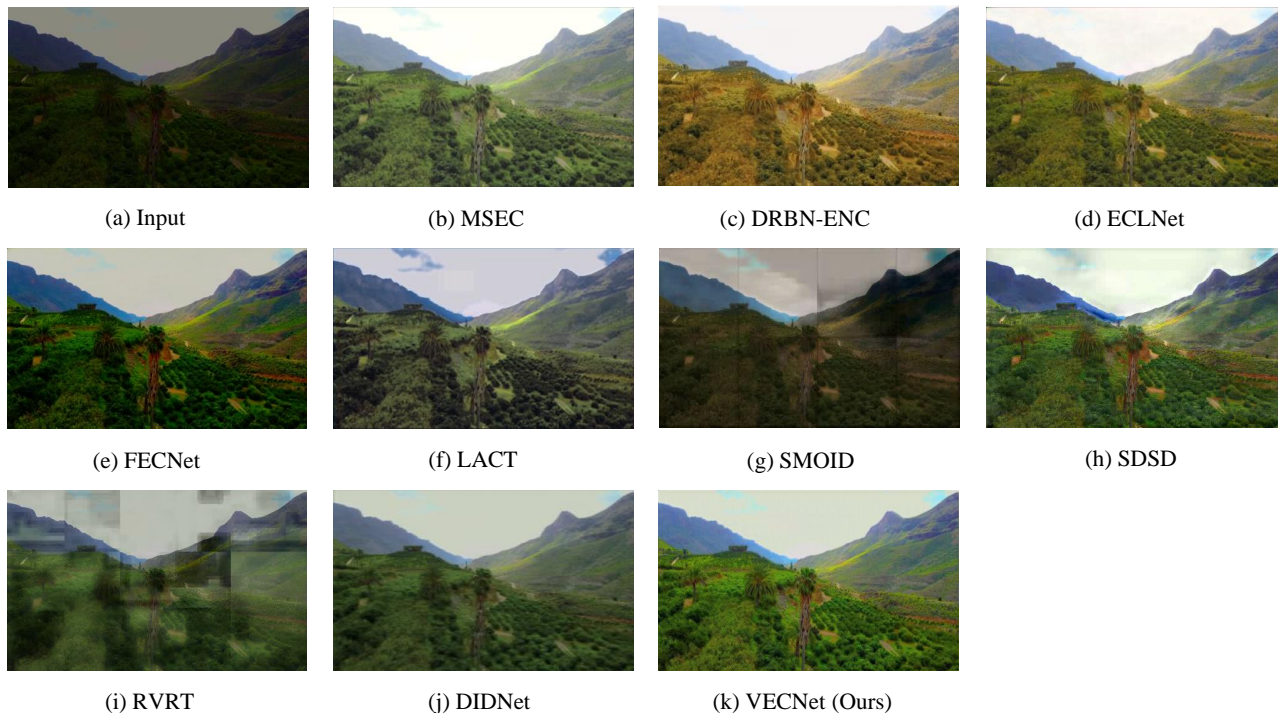 (a) Input
(b) MSEC
(c) DRBN-ENC
(d) ECLNet
(e) FECNet
(f) LACT
(g) SMOID
(h) SDSD
(i) RVRT
(j) DIDNet
(k) VECNet (Ours)